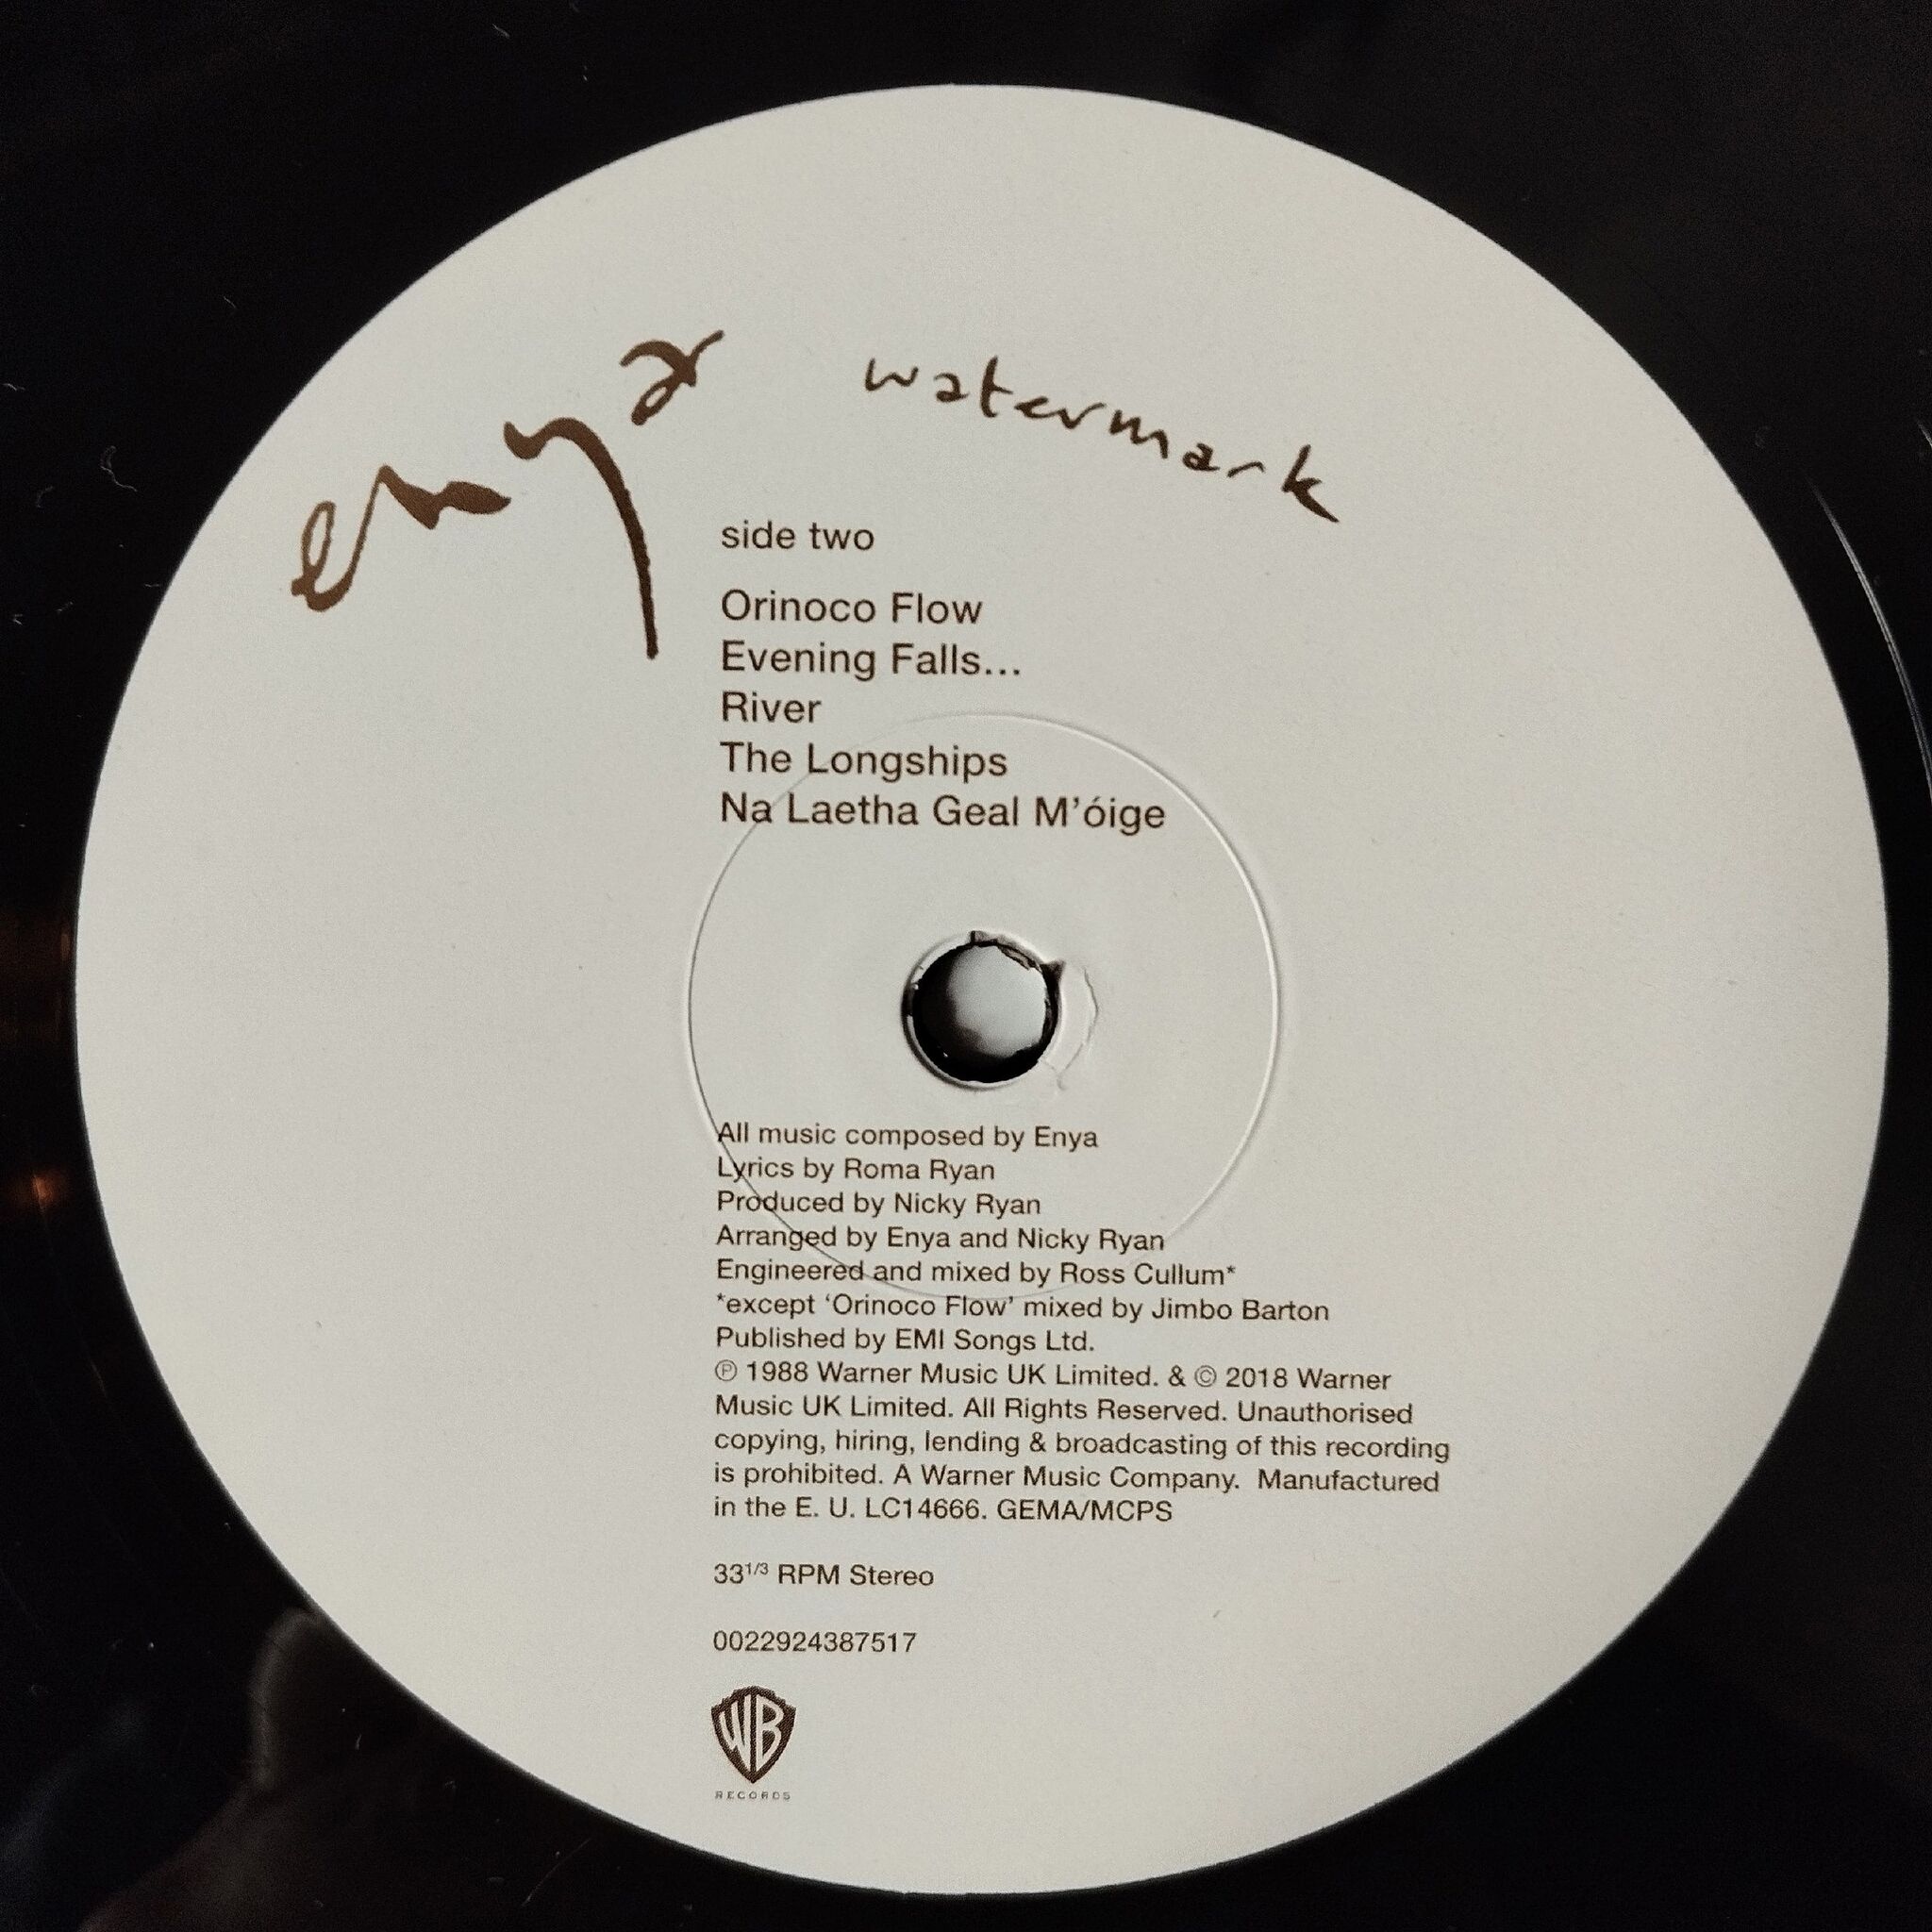 enya watermark
side two
Orinoco Flow
Evening Falls...
River
The Longships
Na Laetha Geal M’óige
All music composed by Enya
Lyrics by Roma Ryan
Produced by Nicky Ryan
Arranged by Enya and Nicky Ryan
Engineered and mixed by Ross Cullum*
*except ‘Orinoco Flow’ mixed by Jimbo Barton
Published by EMI Songs Ltd.
℗ 1988 Warner Music UK Limited. & © 2018 Warner
Music UK Limited. All Rights Reserved. Unauthorised
copying, hiring, lending & broadcasting of this recording
is prohibited. A Warner Music Company.  Manufactured
in the E. U. LC14666. GEMA/MCPS
33¹/³ RPM Stereo
0022924387517
WB
RECORDS